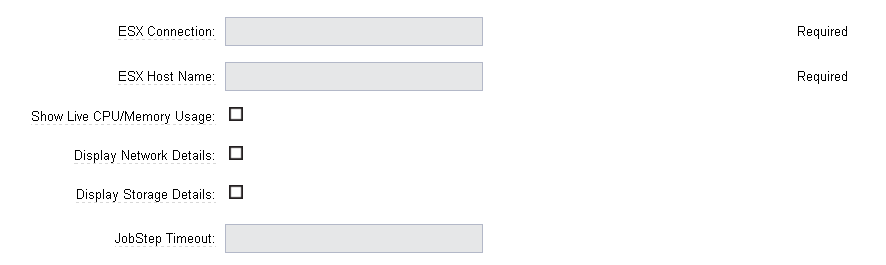 ESX Connection: Required
ESX Host Name: Required
Show Live CPU/Memory Usage:
Display Network Details:
Display Storage Details:
JobStep Timeout: